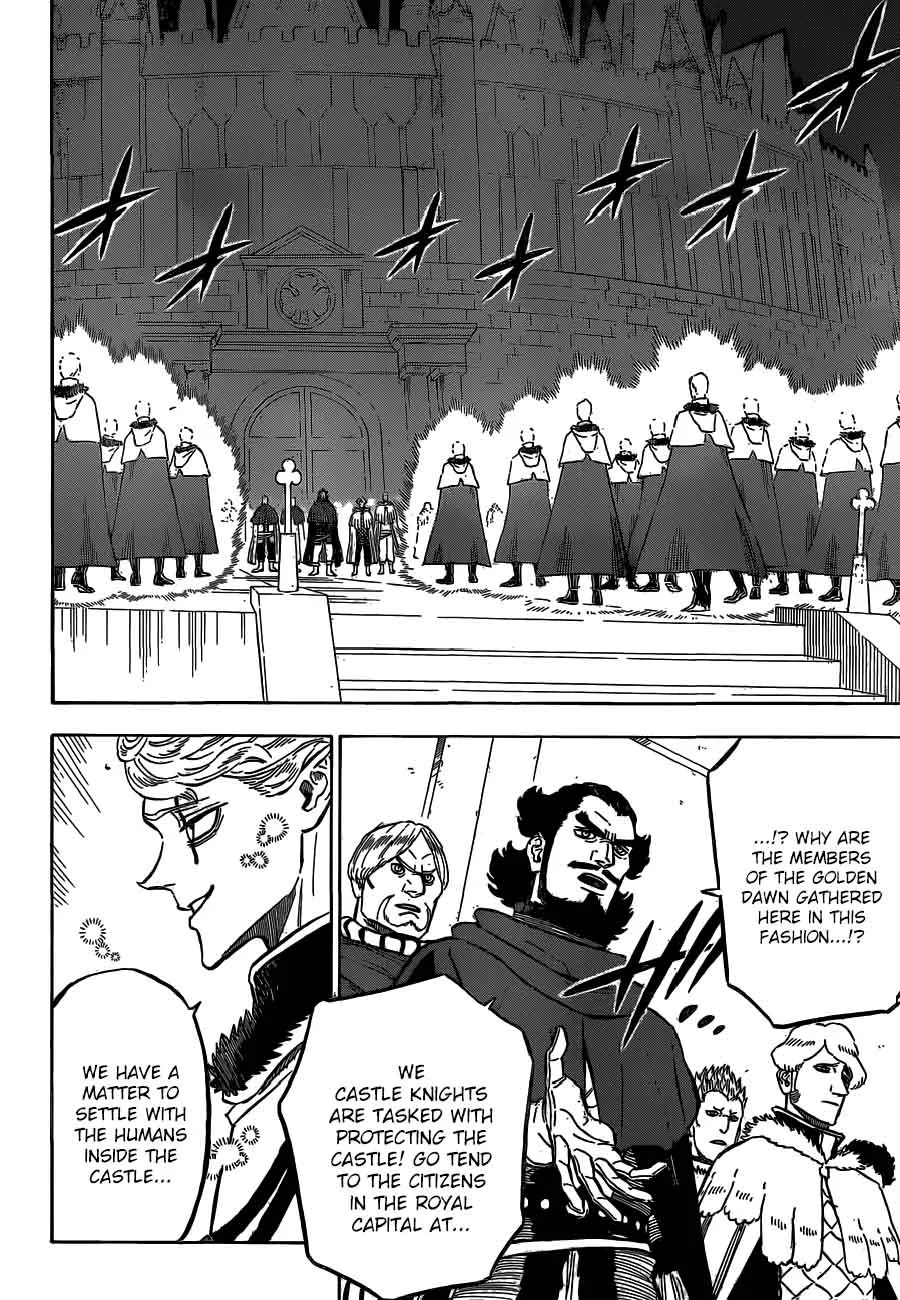 ...!? WHY ARE
THE MEMBERS
OF THE GOLDEN
DAWN GATHERED
HERE IN THIS
FASHION...!?
WE
CASTLE KNIGHTS
ARE TASKED WITH
PROTECTING THE
CASTLE! GO TEND
TO THE CITIZENS
IN THE ROYAL
CAPITAL AT...
WE HAVE A
MATTER TO
SETTLE WITH
THE HUMANS
INSIDE THE
CASTLE...